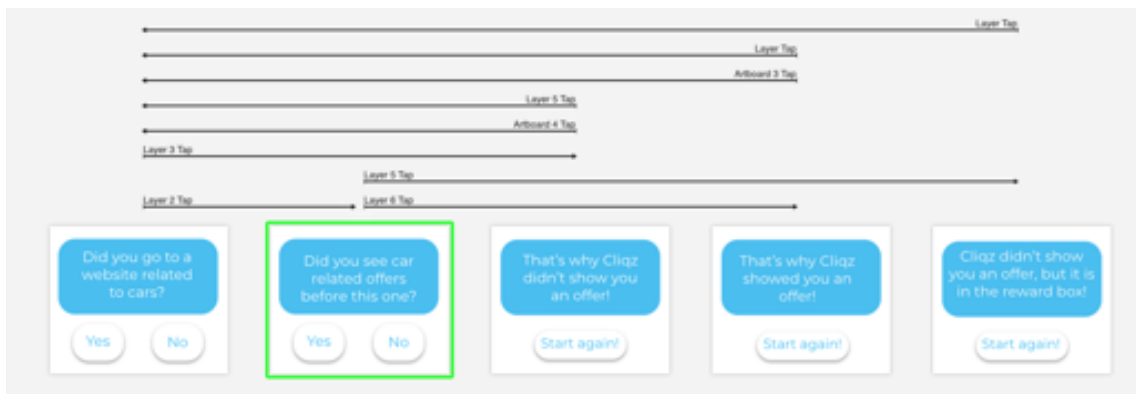 Layer Tap
Layer Tap
Artboard 3 Tap
Layer 5 Tap
Artboard 4 Tap
Layer 3 Tap
Layer 5 Tap
Layer 2 Tap
Layer 6 Tap
Did you go to a
website related
to cars?
Yes
No
Did you see car
related offers
before this one?
Yes
No
That's why Cliqz
didn't show you
an offer!
Start again!
That's why Cliqz
showed you an
offer!
Start again!
Cliqz didn't show
you an offer, but it is
in the reward box!
Start again!